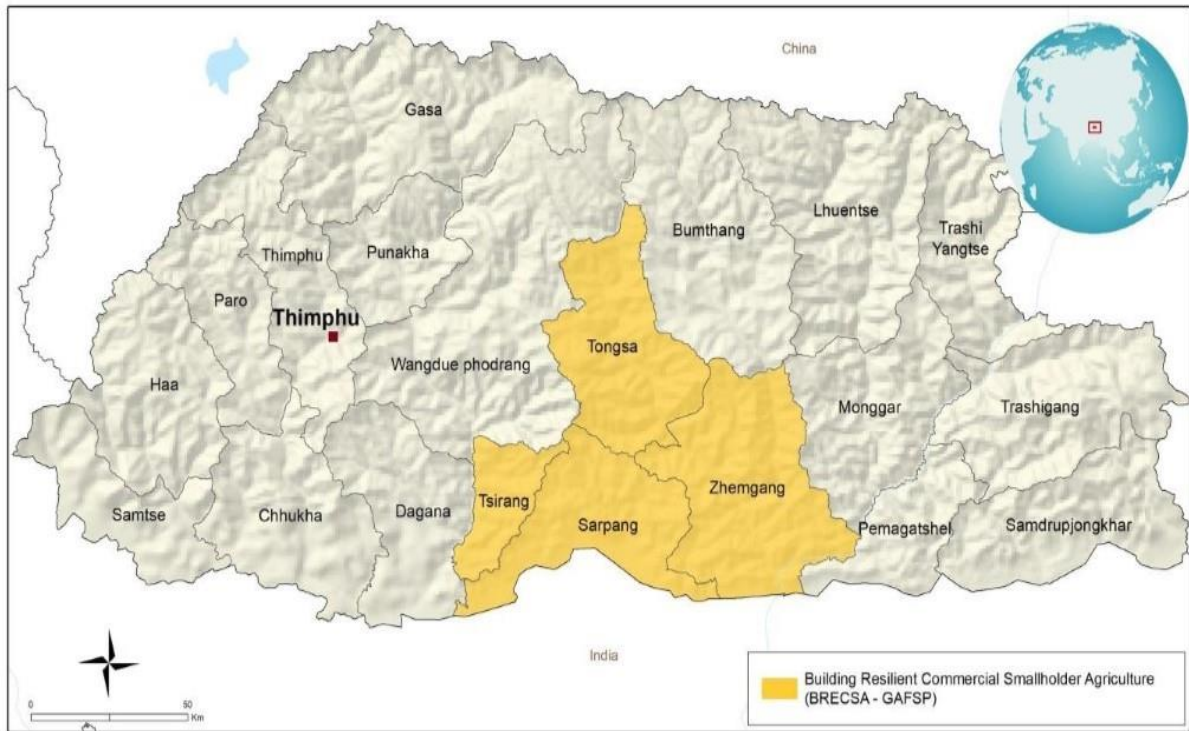 China
Gasa
Lhuentse
Bumthang
Trashi
Yangtse
Punakha
Thimphu
Paro
Thimphu
Tongsa
Wangdue phodrang
Haa
Monggar
Trashigang
Zhemgang
Tsirang
Dagana
Samtse
Chhukha
Sarpang
Pemagatshel
Samdrupjongkhar
India
Building Resilient Commercial Smallholder Agriculture
(BRECSA - GAFSP)
0 50
Km